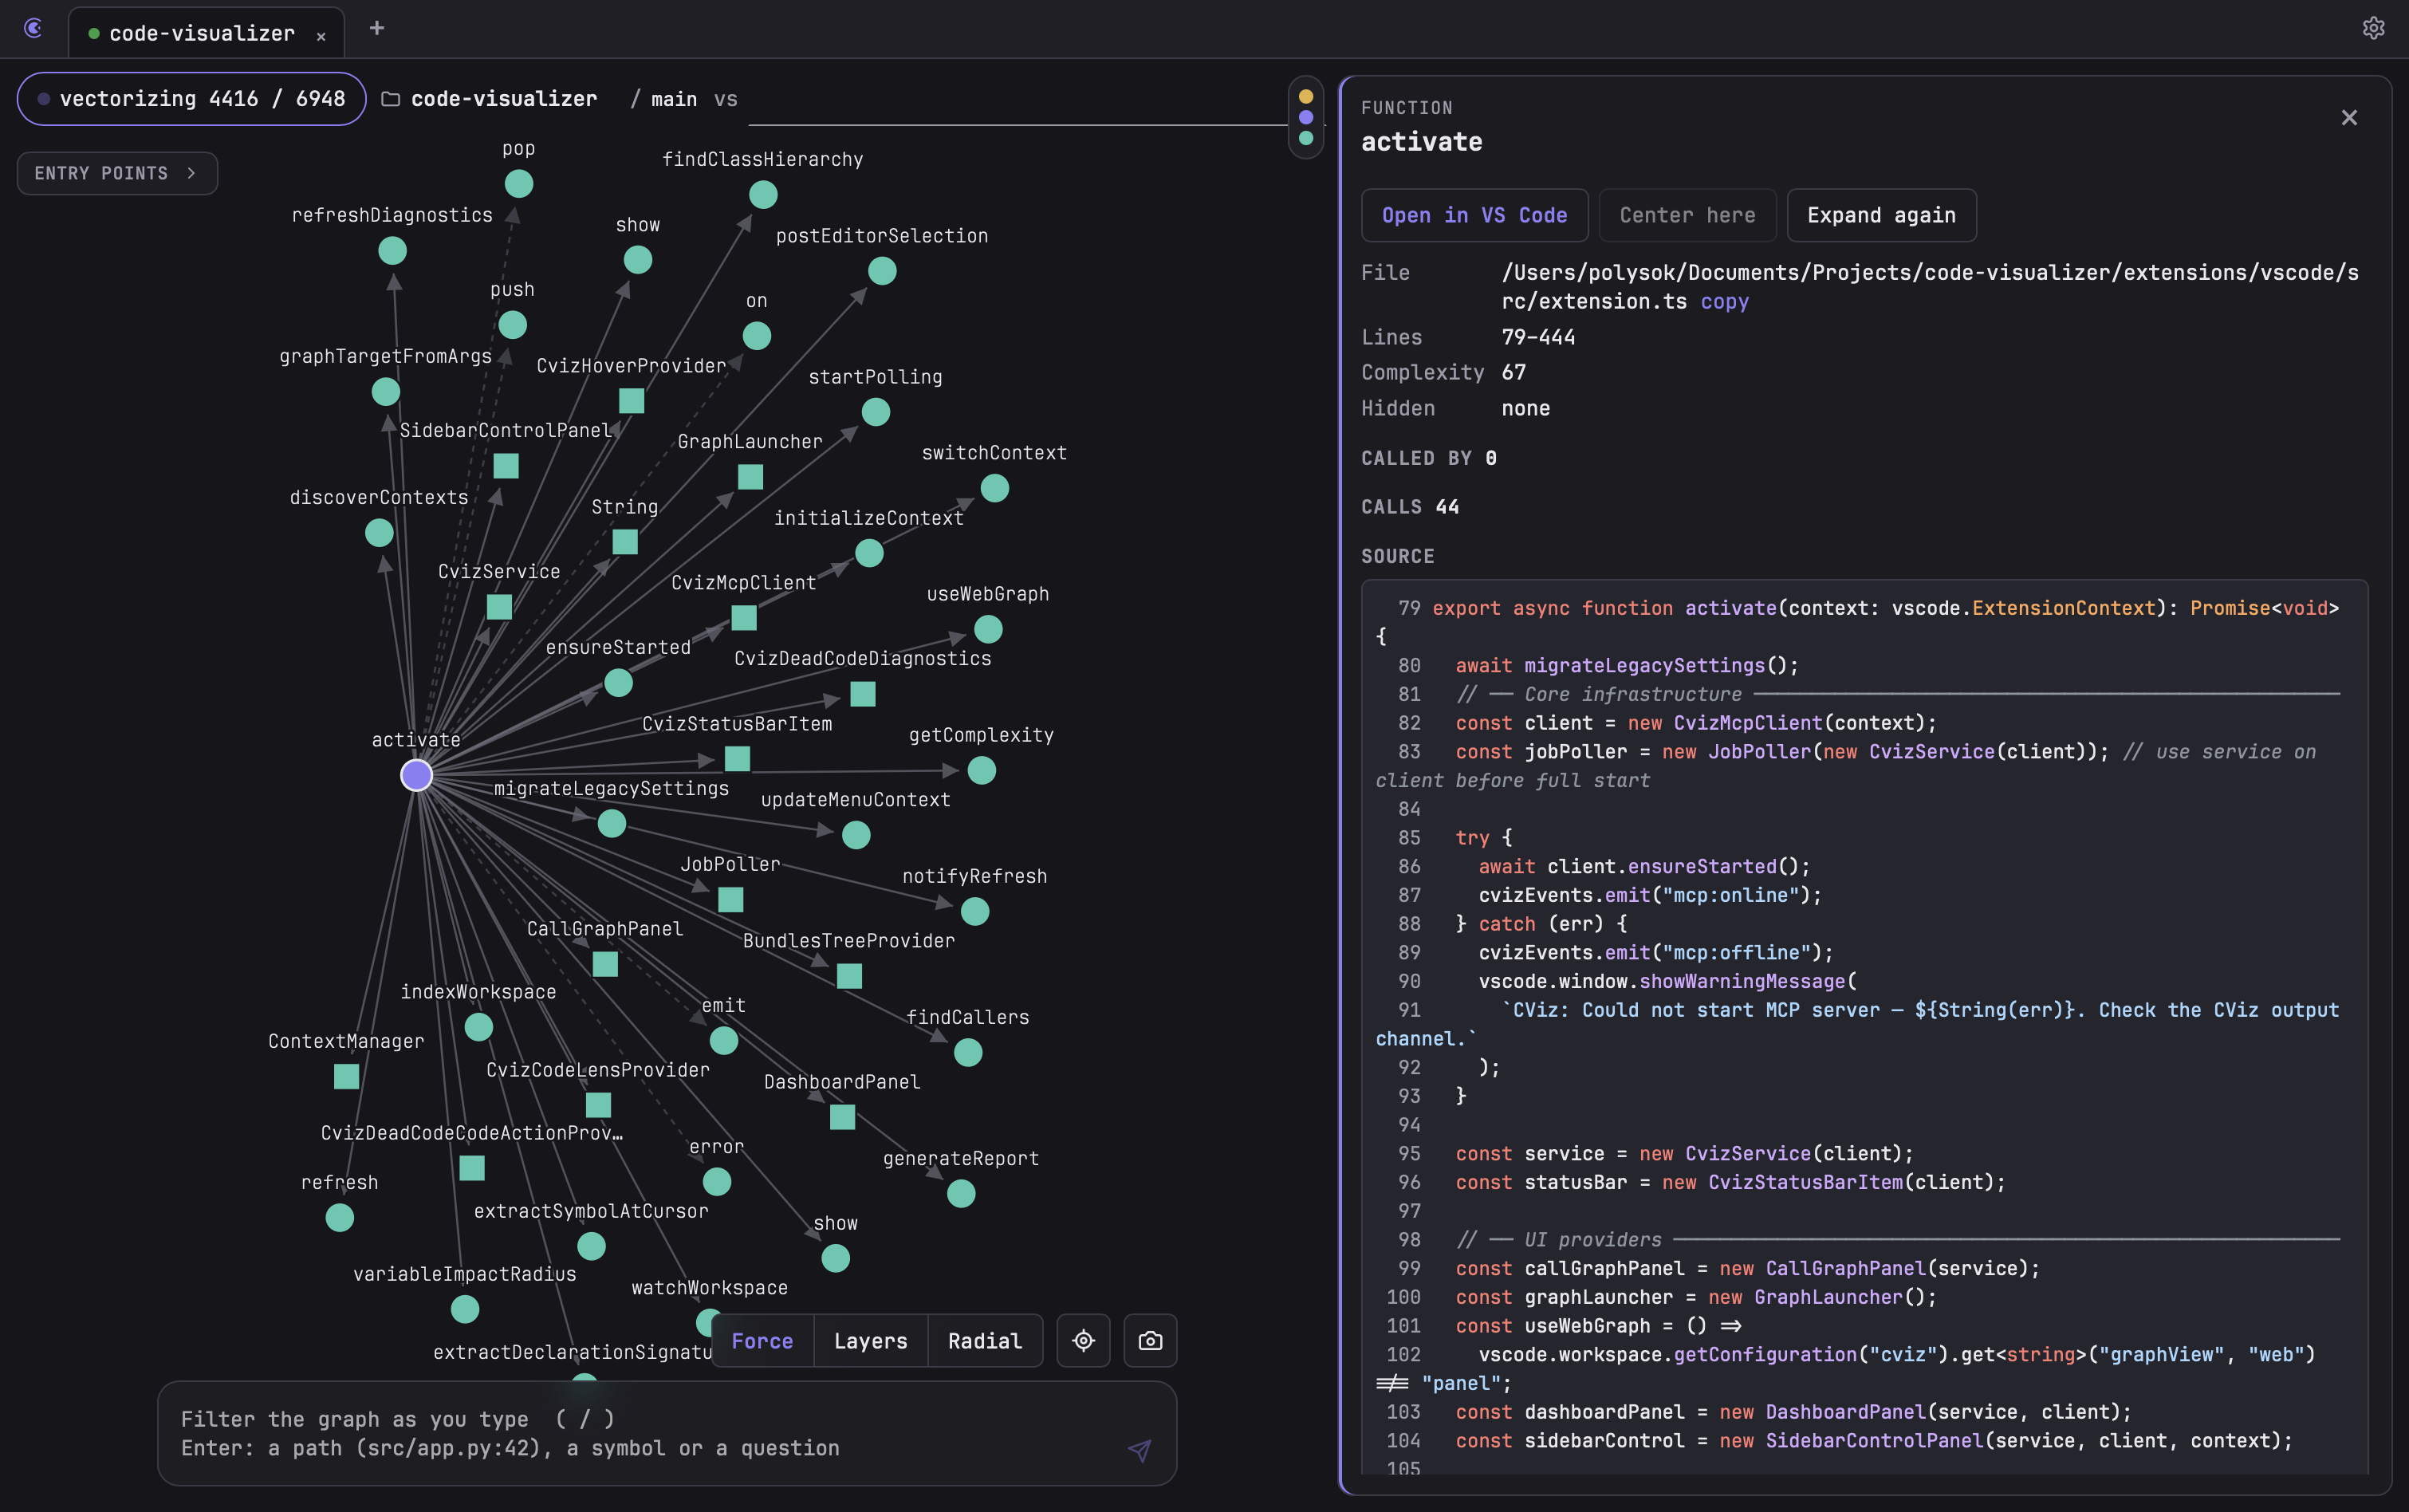 code-visualizer ×
+
vectorizing 4416 / 6948
code-visualizer / main vs
ENTRY POINTS >
pop
findClassHierarchy
refreshDiagnostics
show
postEditorSelection
push
on
graphTargetFromArgs
CvizHoverProvider
startPolling
SidebarControlPanel
GraphLauncher
switchContext
discoverContexts
String
initializeContext
CvizService
CvizMcpClient
useWebGraph
ensureStarted
CvizDeadCodeDiagnostics
CvizStatusBarItem
activate
getComplexity
migrateLegacySettings
updateMenuContext
JobPoller
notifyRefresh
CallGraphPanel
BundlesTreeProvider
indexWorkspace
emit
findCallers
ContextManager
CvizCodeLensProvider
DashboardPanel
CvizDeadCodeCodeActionProv…
error
generateReport
refresh
extractSymbolAtCursor
show
variableImpactRadius
watchWorkspace
extractDeclarationSignatu
Force
Layers
Radial
Filter the graph as you type ( / )
Enter: a path (src/app.py:42), a symbol or a question
FUNCTION
activate
×
Open in VS Code
Center here
Expand again
File /Users/polysok/Documents/Projects/code-visualizer/extensions/vscode/s
rc/extension.ts copy
Lines 79–444
Complexity 67
Hidden none
CALLED BY 0
CALLS 44
SOURCE
79 export async function activate(context: vscode.ExtensionContext): Promise<void>
{
80 await migrateLegacySettings();
81 // ── Core infrastructure ──────────────────────────────────────────────────
82 const client = new CvizMcpClient(context);
83 const jobPoller = new JobPoller(new CvizService(client)); // use service on
client before full start
84
85 try {
86 await client.ensureStarted();
87 cvizEvents.emit("mcp:online");
88 } catch (err) {
89 cvizEvents.emit("mcp:offline");
90 vscode.window.showWarningMessage(
91 `CViz: Could not start MCP server — ${String(err)}. Check the CViz output
channel.`
92 );
93 }
94
95 const service = new CvizService(client);
96 const statusBar = new CvizStatusBarItem(client);
97
98 // ── UI providers ─────────────────────────────────────────────────────────
99 const callGraphPanel = new CallGraphPanel(service);
100 const graphLauncher = new GraphLauncher();
101 const useWebGraph = () =>
102 vscode.workspace.getConfiguration("cviz").get<string>("graphView", "web")
!== "panel";
103 const dashboardPanel = new DashboardPanel(service, client);
104 const sidebarControl = new SidebarControlPanel(service, client, context);
105